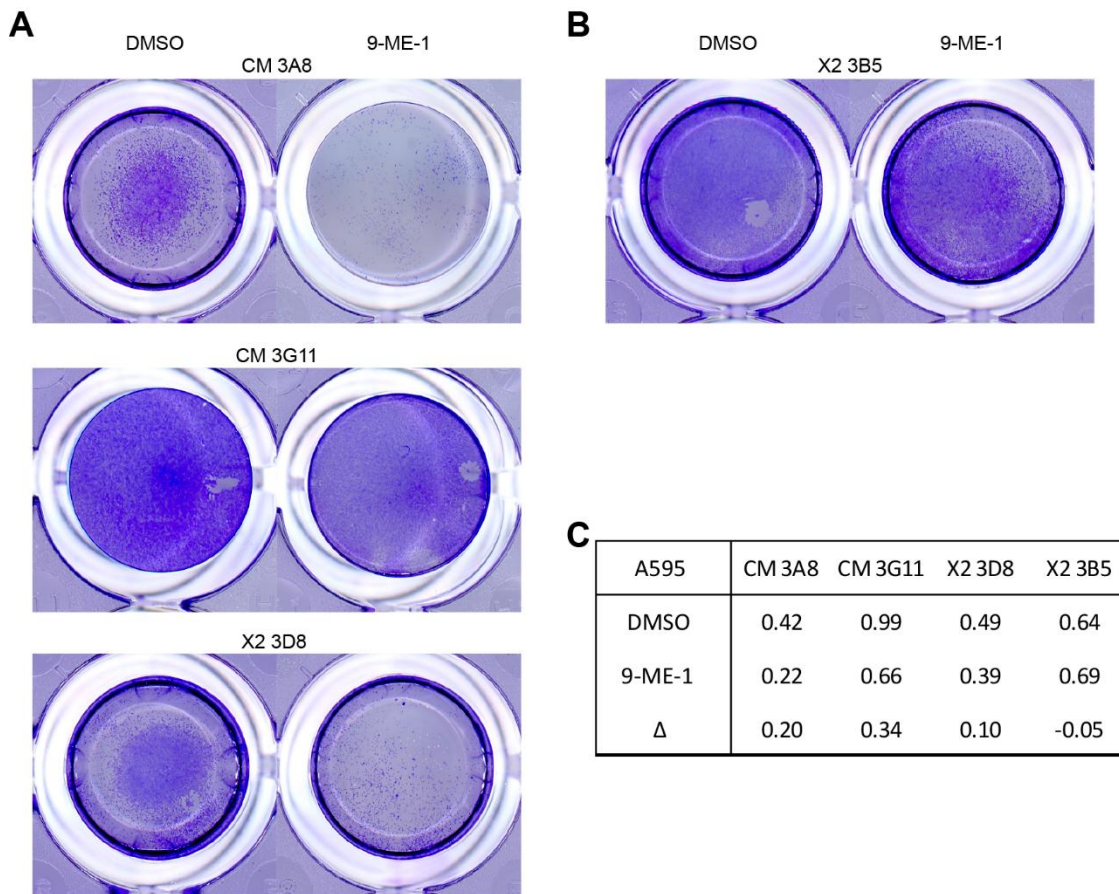 A
DMSO 9-ME-1
CM 3A8
CM 3G11
X2 3D8
B
DMSO 9-ME-1
X2 3B5
C
A595 CM 3A8 CM 3G11 X2 3D8 X2 3B5
DMSO 0.42 0.99 0.49 0.64
9-ME-1 0.22 0.66 0.39 0.69
Δ 0.20 0.34 0.10 -0.05